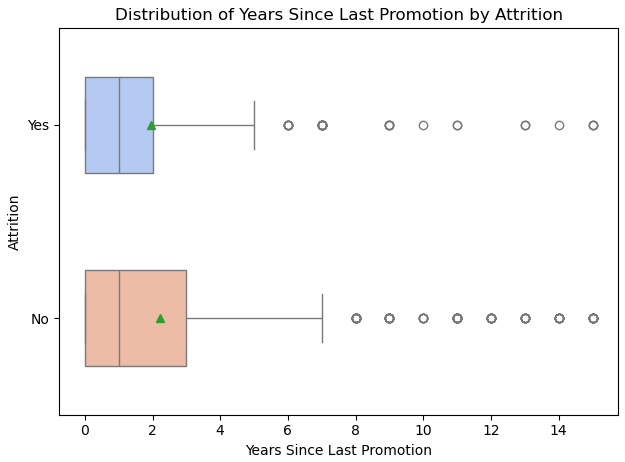 Distribution of Years Since Last Promotion by Attrition
Yes
No
Attrition
0 2 4 6 8 10 12 14
Years Since Last Promotion